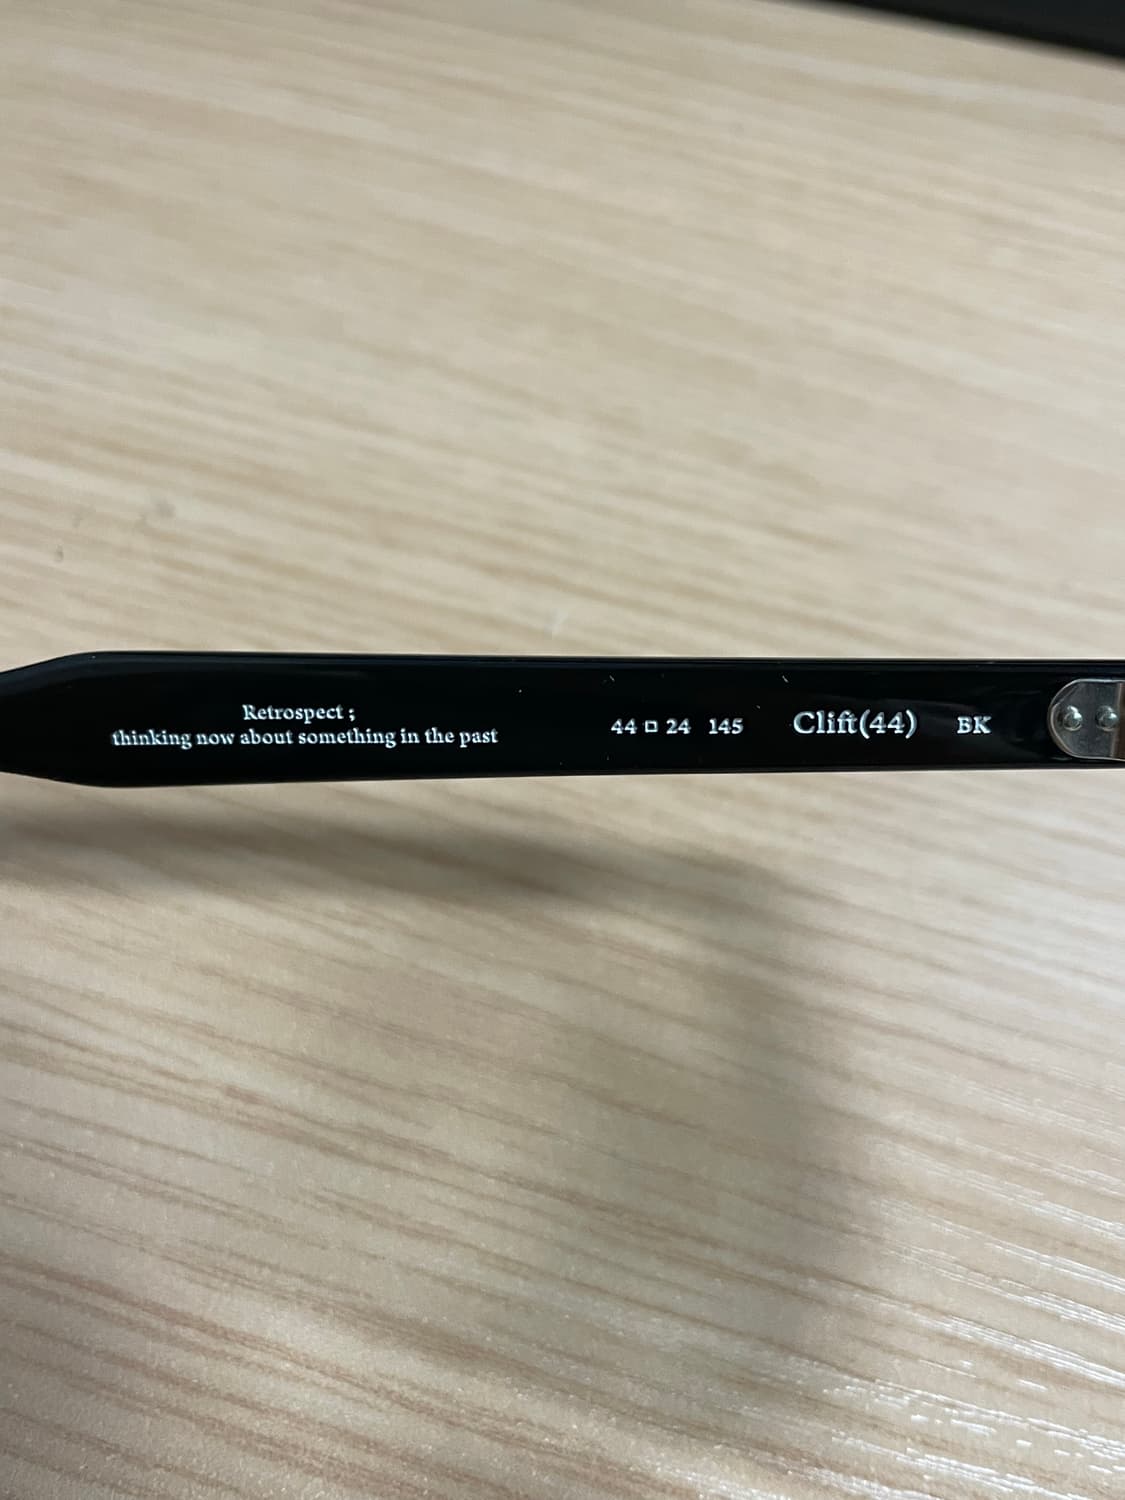 Retrospect ;
thinking now about something in the past
44 □ 24 145 Clift(44) BK